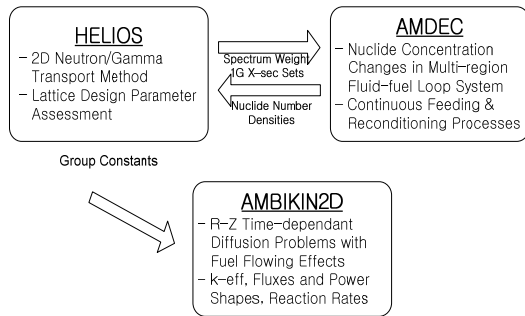 HELIOS
- 2D Neutron/Gamma
Transport Method
- Lattice Design Parameter
Assessment
Spectrum Weight
1G X-sec Sets
Nuclide Number
Densities
AMDEC
- Nuclide Concentration
Changes in Multi-region
Fluid-fuel Loop System
- Continuous Feeding &
Reconditioning Processes
Group Constants
AMBIKIN2D
- R-Z Time-dependant
Diffusion Problems with
Fuel Flowing Effects
- k-eff, Fluxes and Power
Shapes, Reaction Rates